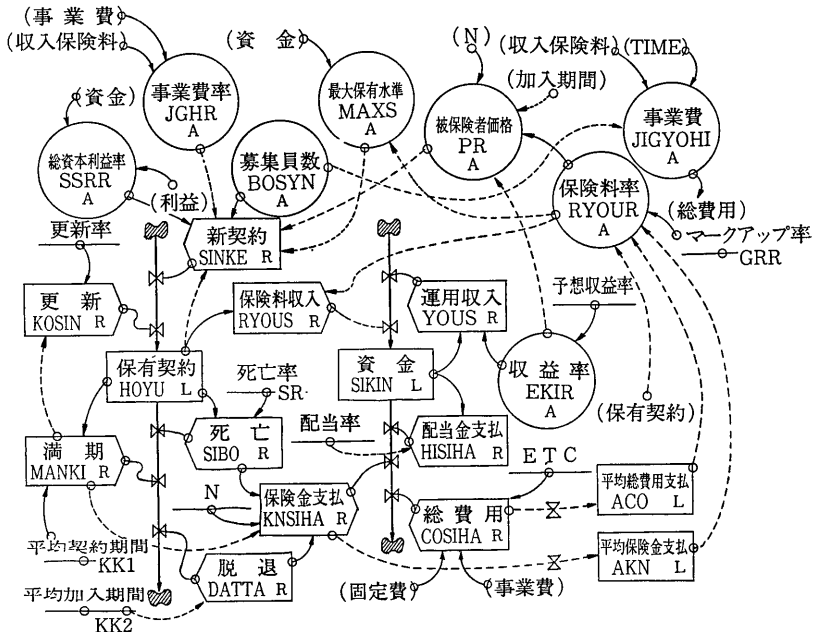 (事業費)
(収入保険料)
(資金)
(N)
(収入保険料)
(TIME)
(加入期間)
事業費率
JGHR
A
最大保有水準
MAXS
A
被保険者価格
PR
A
事業費
JIGYOHI
A
(資金)
総資本利益率
SSRR
A
(利益)
募集員数
BOSYN
A
保険料率
RYOUR
A
(総費用)
マークアップ率
GRR
更新率
新契約
SINKE R
更新
KOSIN R
保険料収入
RYOUS R
運用収入
YOUS R
予想収益率
保有契約
HOYU L
死亡率
SR
資金
SIKIN L
収益率
EKIR
A
(保有契約)
満期
MANKI R
死亡
SIBO R
配当率
配当金支払
HISIHA R
ETC
N
保険金支払
KNSIHA R
総費用
COSIHA R
平均総費用支払
ACO L
平均契約期間
KK1
脱退
DATTA R
平均保険金支払
AKN L
平均加入期間
KK2
(固定費)
(事業費)